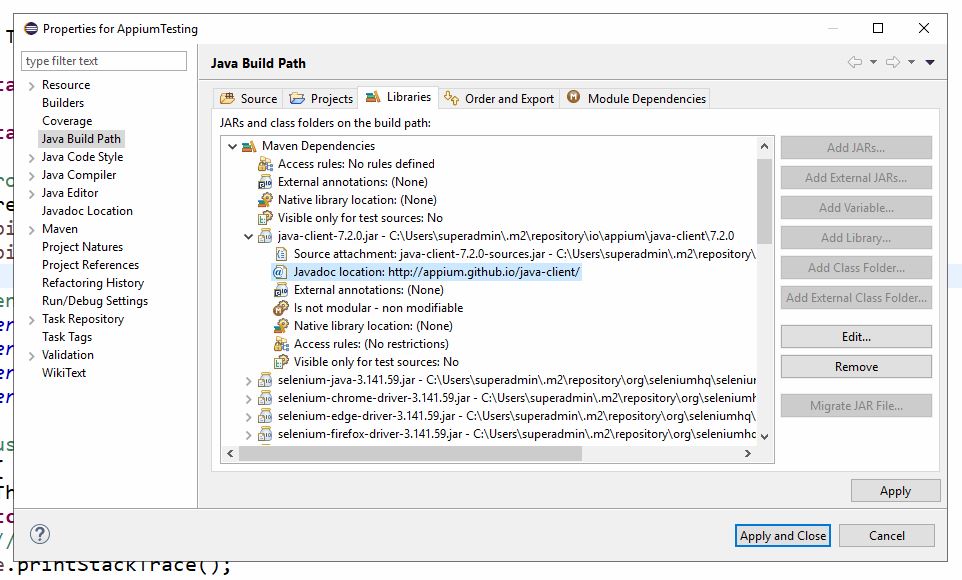 Properties for AppiumTesting
type filter text
Resource
Builders
Coverage
Java Build Path
Java Code Style
Java Compiler
Java Editor
Javadoc Location
Maven
Project Natures
Project References
Refactoring History
Run/Debug Settings
Task Repository
Task Tags
Validation
WikiText
Java Build Path
Source Projects Libraries Order and Export Module Dependencies
JARs and class folders on the build path:
Maven Dependencies
Access rules: No rules defined
External annotations: (None)
Native library location: (None)
Visible only for test sources: No
java-client-7.2.0.jar - C:\Users\superadmin\.m2\repository\io\appium\java-client\7.2.0
Source attachment: java-client-7.2.0-sources.jar - C:\Users\superadmin\.m2\repository\
Javadoc location: http://appium.github.io/java-client/
External annotations: (None)
Is not modular - non modifiable
Native library location: (None)
Access rules: (No restrictions)
Visible only for test sources: No
selenium-java-3.141.59.jar - C:\Users\superadmin\.m2\repository\org\seleniumhq\seleniur
selenium-chrome-driver-3.141.59.jar - C:\Users\superadmin\.m2\repository\org\seleniumh
selenium-edge-driver-3.141.59.jar - C:\Users\superadmin\.m2\repository\org\seleniumhq\
selenium-firefox-driver-3.141.59.jar - C:\Users\superadmin\.m2\repository\org\seleniumhq
Add JARs...
Add External JARs...
Add Variable...
Add Library...
Add Class Folder...
Add External Class Folder...
Edit...
Remove
Migrate JAR File...
Apply
Apply and Close
Cancel
e.printStackTrace();